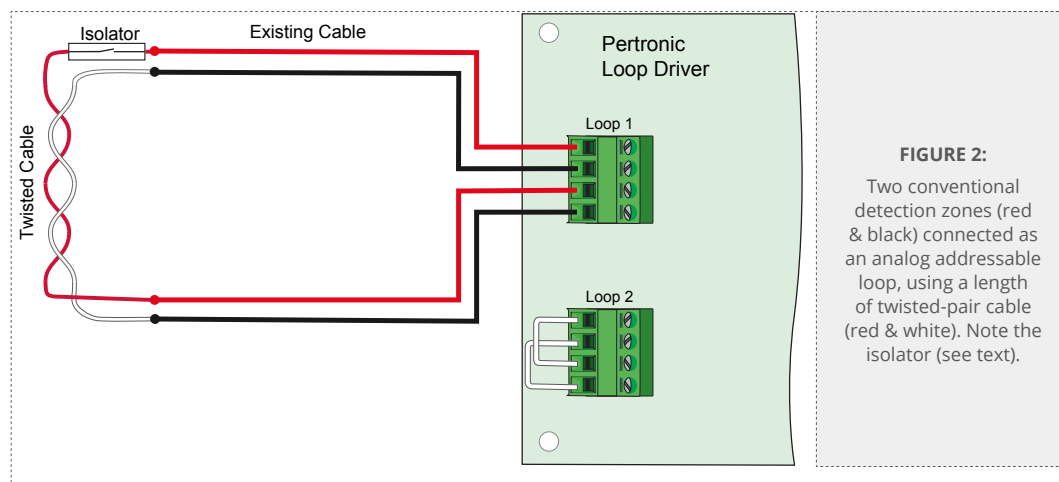 Isolator
Existing Cable
Twisted Cable
Pertronic
Loop Driver
Loop 1
Loop 2
FIGURE 2:
Two conventional
detection zones (red
& black) connected as
an analog addressable
loop, using a length
of twisted-pair cable
(red & white). Note the
isolator (see text).